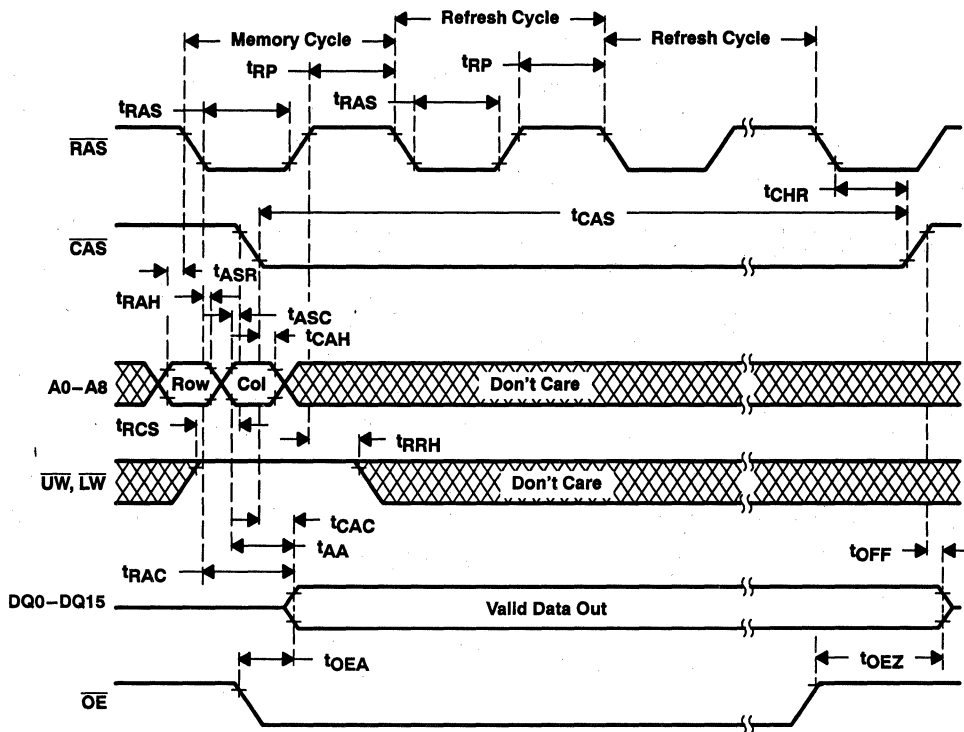 Refresh Cycle
Memory Cycle
Refresh Cycle
tRP
tRP
tRAS
tRAS
RAS
tCHR
tCAS
CAS
tASR
tRAH
tASC
tCAH
A0–A8
Row
Col
Don't Care
tRCS
tRRH
UW, LW
Don't Care
tCAC
tAA
tOFF
tRAC
DQ0–DQ15
Valid Data Out
tOEA
tOEZ
OE